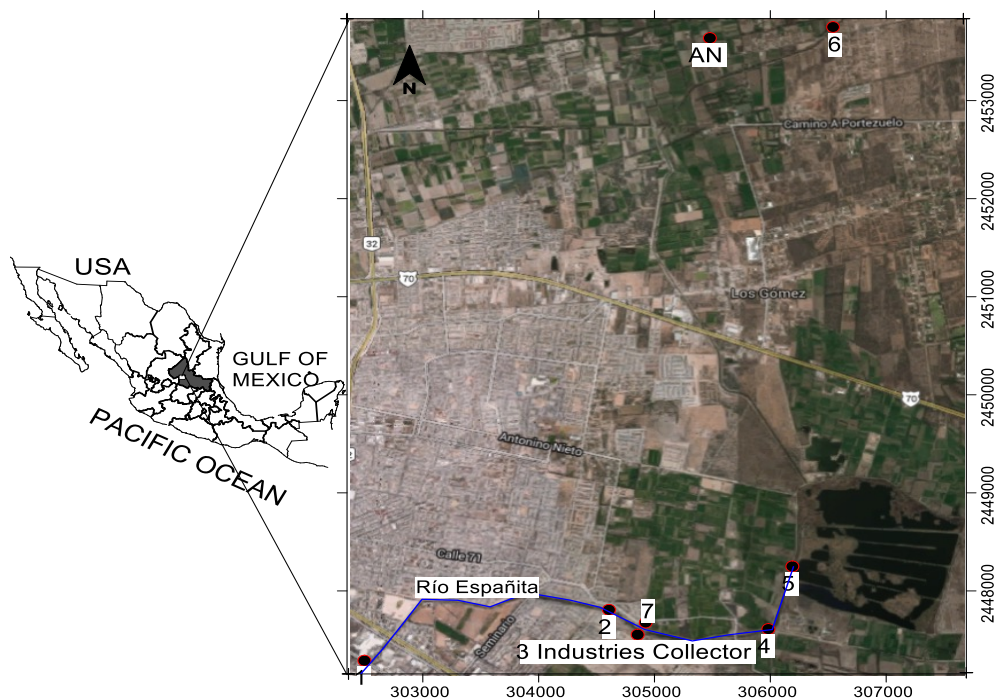 USA
GULF OF
MEXICO
PACIFIC OCEAN
N
AN
6
Camino A Portezuelo
32
70
Los Gómez
70
Antonino Nieto
Calle 71
Río Españita
Seminario
2
7
3 Industries Collector
4
5
2453000
2452000
2451000
2450000
2449000
2448000
303000
304000
305000
306000
307000